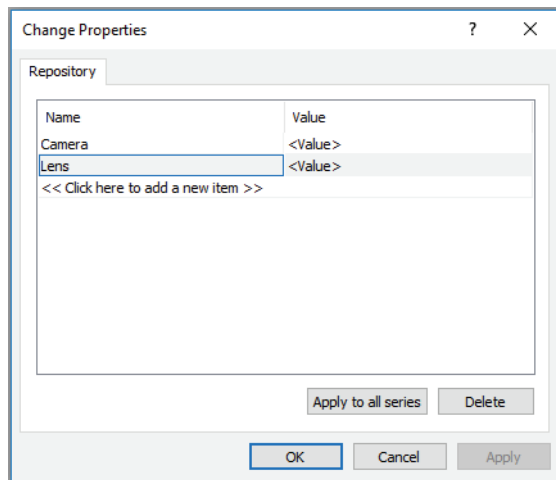 Change Properties ?
Repository
Name Value
Camera <Value>
Lens <Value>
<< Click here to add a new item >>
Apply to all series Delete
OK Cancel Apply